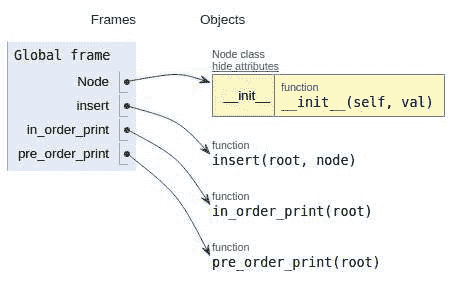 Frames Objects
Global frame
Node
insert
in_order_print
pre_order_print
Node class
hide attributes
__init__
function
__init__(self, val)
function
insert(root, node)
function
in_order_print(root)
function
pre_order_print(root)